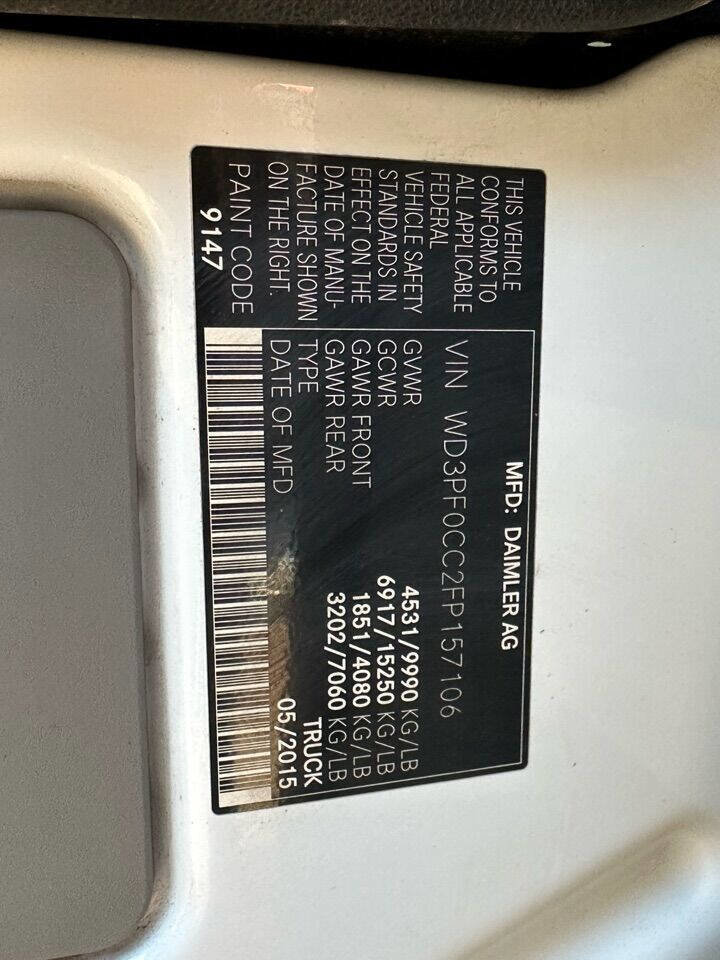 MFD: DAIMLER AG
THIS VEHICLE
CONFORMS TO
ALL APPLICABLE
FEDERAL
VEHICLE SAFETY
STANDARDS IN
EFFECT ON THE
DATE OF MANU-
FACTURE SHOWN
ON THE RIGHT.
PAINT CODE
9147
VIN WD3PF0CC2FP157106
GVWR 4531/9990 KG/LB
GCWR 6917/15250 KG/LB
GAWR FRONT 1851/4080 KG/LB
GAWR REAR 3202/7060 KG/LB
TYPE TRUCK
DATE OF MFD 05/2015